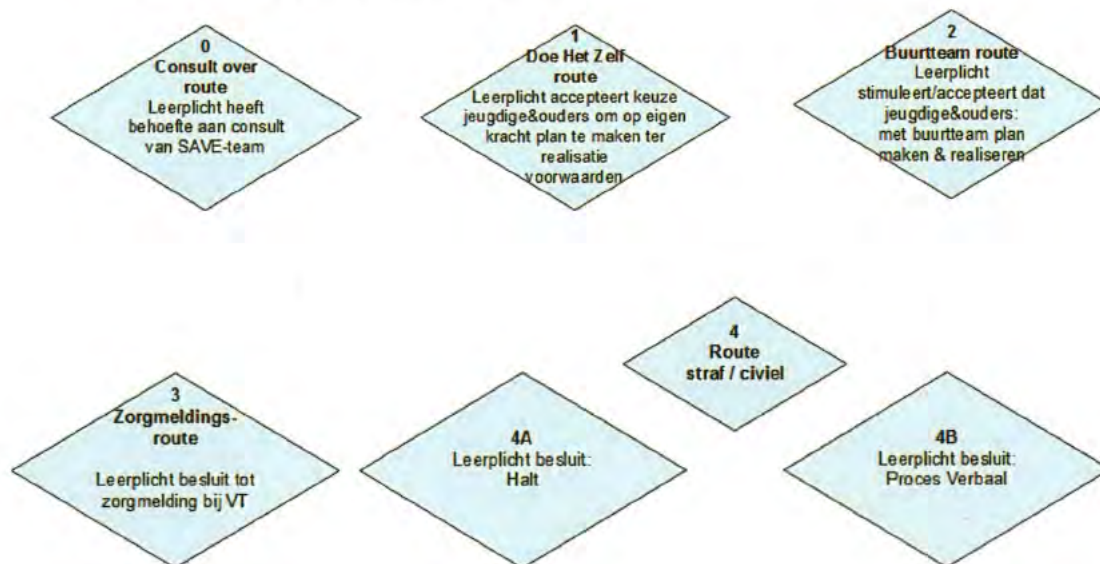 0
Consult over
route
Leerplicht heeft
behoefte aan consult
van SAVE-team
1
Doe Het Zelf
route
Leerplicht accepteert keuze
jeugdige&ouders om op eigen
kracht plan te maken ter
realisatie
voorwaarden
2
Buurtteam route
Leerplicht
stimuleert/accepteert dat
jeugdige&ouders:
met buurtteam plan
maken & realiseren
3
Zorgmeldings-
route
Leerplicht besluit tot
zorgmelding bij VT
4
Route
straf / civiel
4A
Leerplicht besluit:
Halt
4B
Leerplicht besluit:
Proces Verbaal